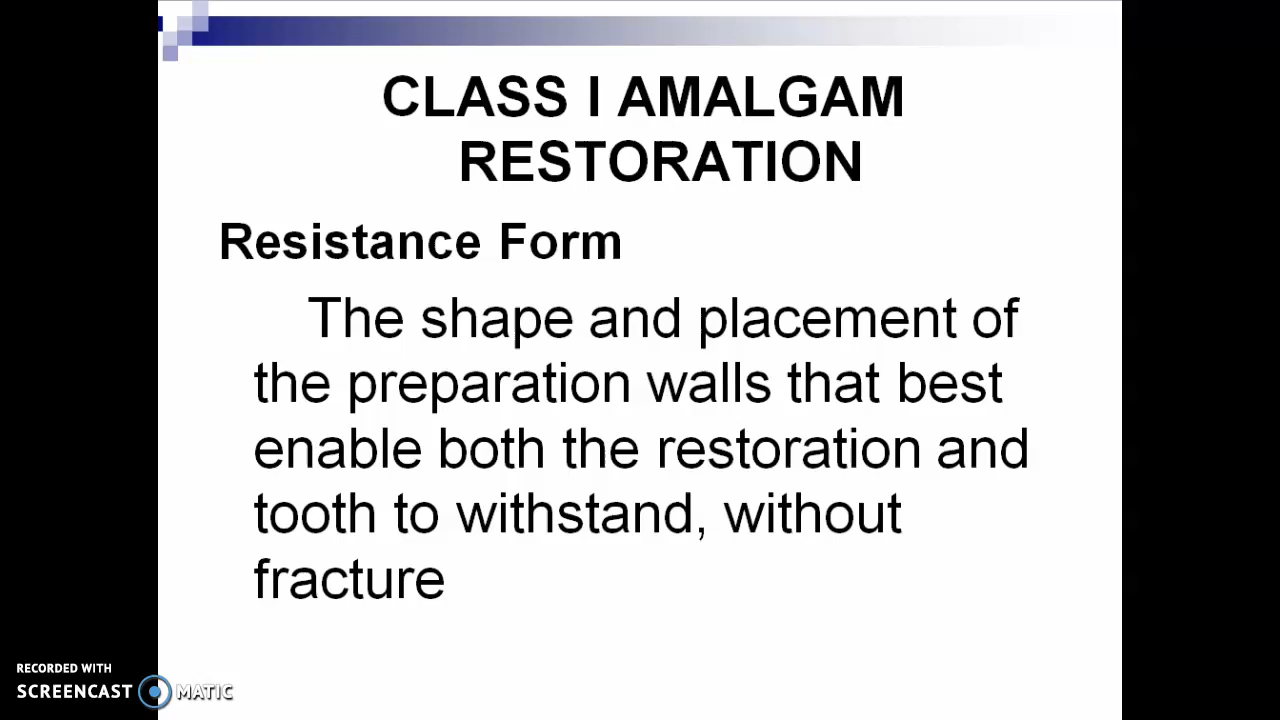 CLASS I AMALGAM
RESTORATION
Resistance Form
The shape and placement of
the preparation walls that best
enable both the restoration and
tooth to withstand, without
fracture
RECORDED WITH
SCREENCAST MATIC